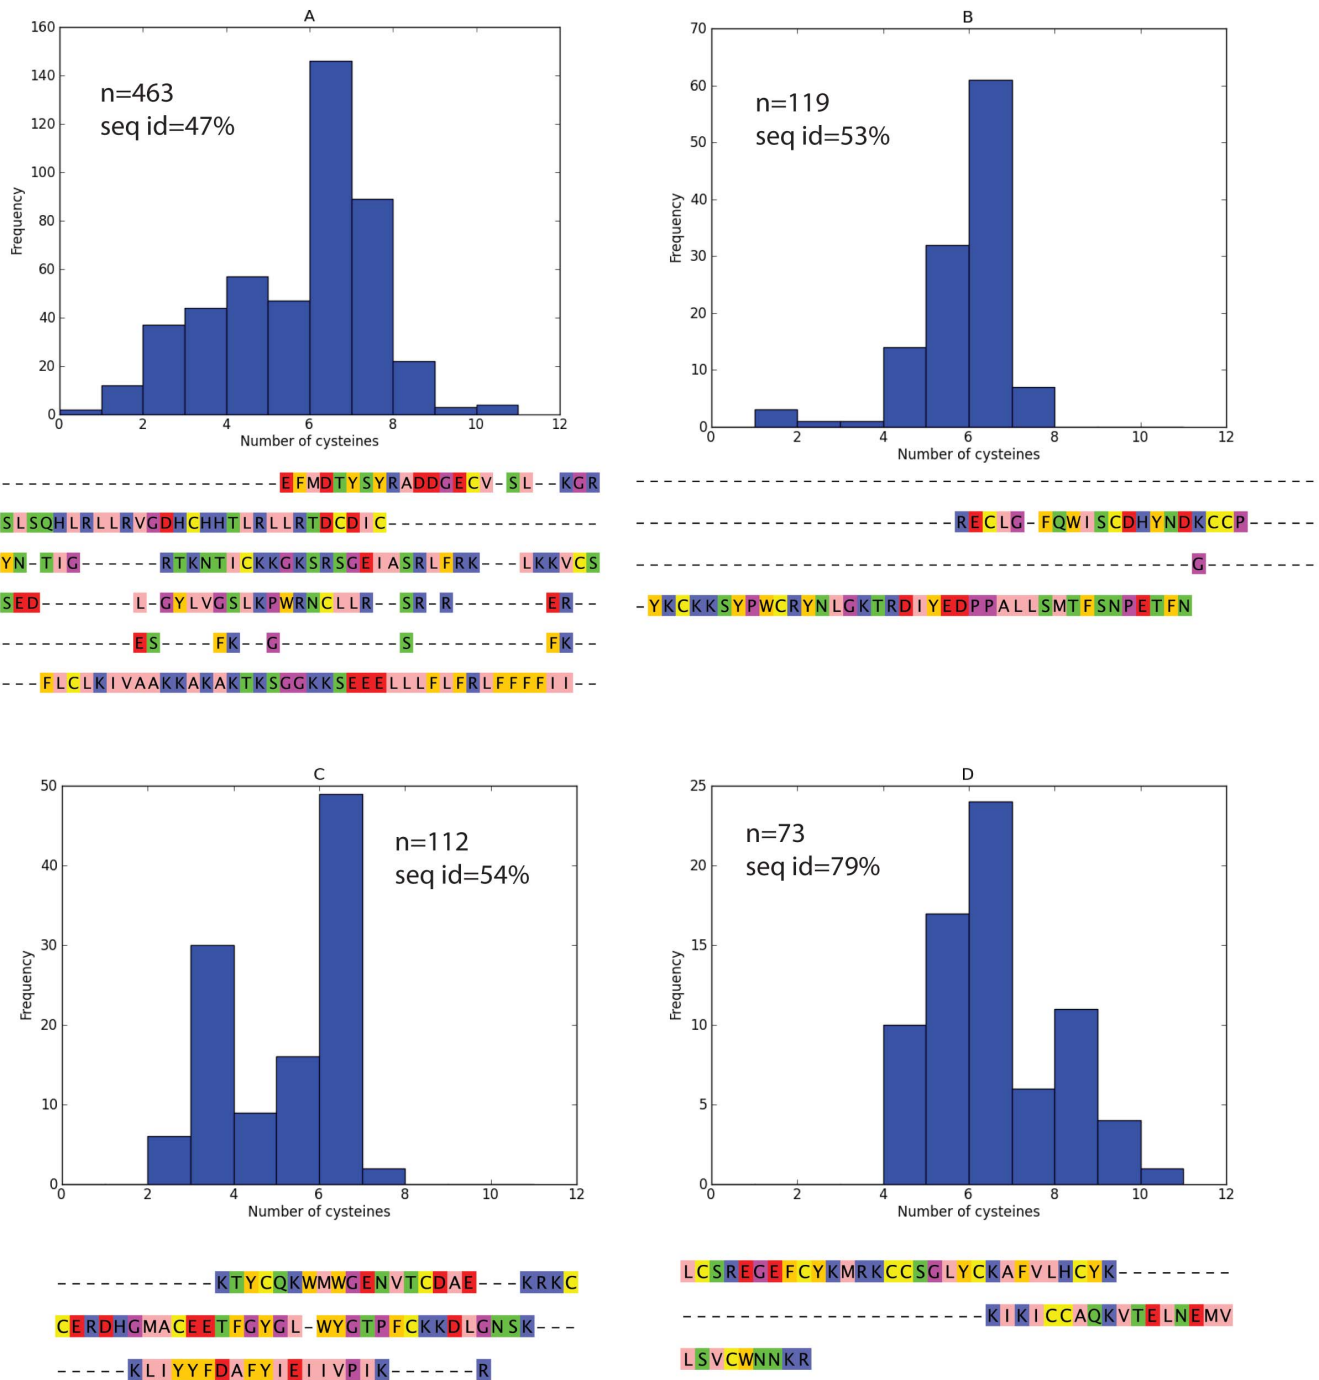 A
160
140
120
100
80
60
40
20
0
Frequency
n=463
seq id=47%
0 2 4 6 8 10 12
Number of cysteines
---------------------EFMDTYSYRADDGECV-SL--KGR
SLSQHLRLLRVGDHCHHTLRLLRTDCDIC----------------
YN-TIG------RTKNTICKKGKSRSGEIASRLFRK---LKKVCS
SED-------L-GYLVGSLKPWRNCLLR--SR-R-------ER--
----------ES----FK--G---------S----------FK--
---FLCLKIVAAKKAKAKTKSGGKKSEEELLLFLFRLFFFFII--
B
70
60
50
40
30
20
10
0
Frequency
n=119
seq id=53%
0 2 4 6 8 10 12
Number of cysteines
---------------------------------------------------
------------------------RECLG-FQWISCDHYNDKCCP-----
------------------------------------------G--------
-YKCKKSYPWCRYNLGKTRDIYEDPPALLSMTFSNPETFN
C
50
40
30
20
10
0
Frequency
n=112
seq id=54%
0 2 4 6 8 10 12
Number of cysteines
-----------KTYCQKWMWGENVTCDAE---KRKC
CERDHGMACEETFGYGL-WYGTPFCKKDLGNSK---
-----KLIYYFDAFYIEIIVPIK------R
D
25
20
15
10
5
0
Frequency
n=73
seq id=79%
0 2 4 6 8 10 12
Number of cysteines
LCSREGEFCYKMRKCCSGLYCKAFVLHCYK--------
---------------------KIKICCAQKVTELNEMV
LSVCWNNKR